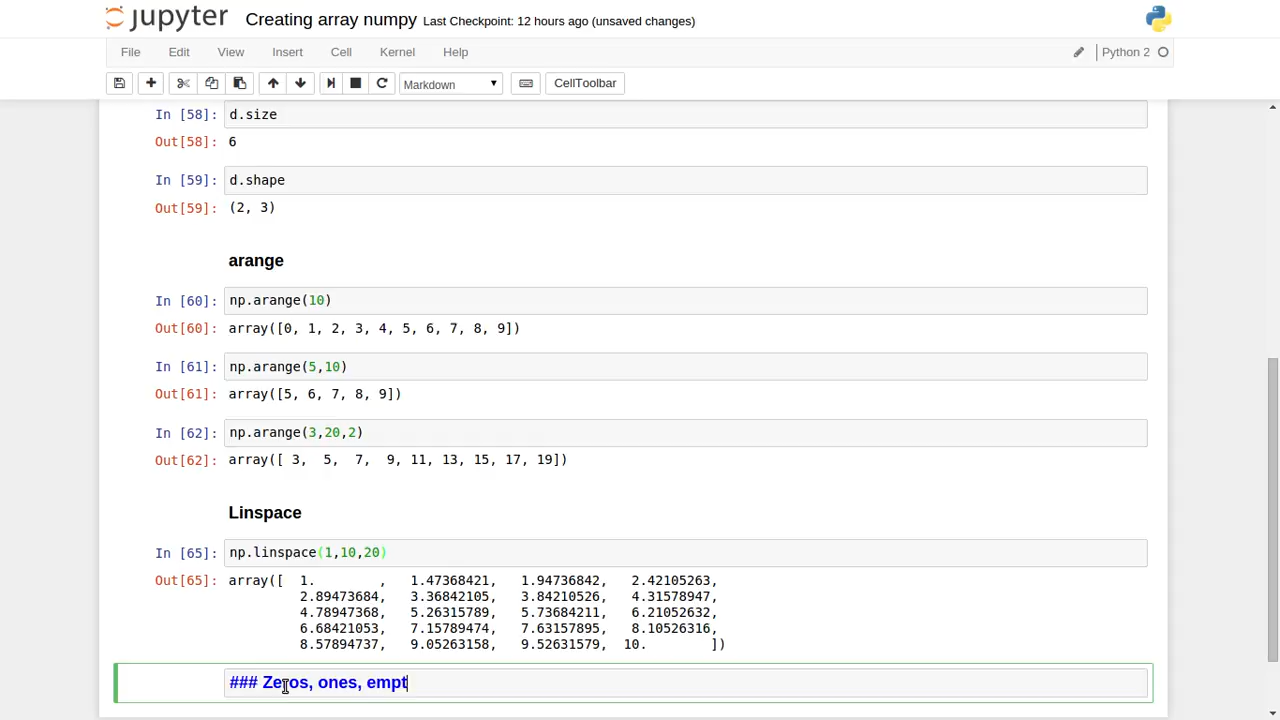 jupyter Creating array numpy Last Checkpoint: 12 hours ago (unsaved changes)
File Edit View Insert Cell Kernel Help Python 2
Markdown CellToolbar
In [58]: d.size
Out[58]: 6
In [59]: d.shape
Out[59]: (2, 3)
arange
In [60]: np.arange(10)
Out[60]: array([0, 1, 2, 3, 4, 5, 6, 7, 8, 9])
In [61]: np.arange(5,10)
Out[61]: array([5, 6, 7, 8, 9])
In [62]: np.arange(3,20,2)
Out[62]: array([ 3,  5,  7,  9, 11, 13, 15, 17, 19])
Linspace
In [65]: np.linspace(1,10,20)
Out[65]: array([  1.        ,   1.47368421,   1.94736842,   2.42105263,
2.89473684,   3.36842105,   3.84210526,   4.31578947,
4.78947368,   5.26315789,   5.73684211,   6.21052632,
6.68421053,   7.15789474,   7.63157895,   8.10526316,
8.57894737,   9.05263158,   9.52631579,  10.        ])
### Zeros, ones, empt